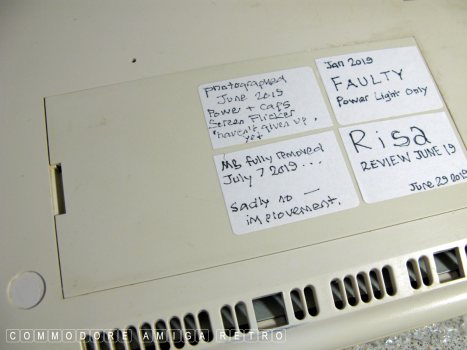 photographed
June 2019
Power + Caps
Screen Flicker
"haven't given up,
yet
Jan 2019
FAULTY
Power Light Only
MB fully removed
July 7 2019...
sadly no
improvement.
Risa
REVIEW JUNE 19
June 29 2019
COMMODORE AMIGA RETRO